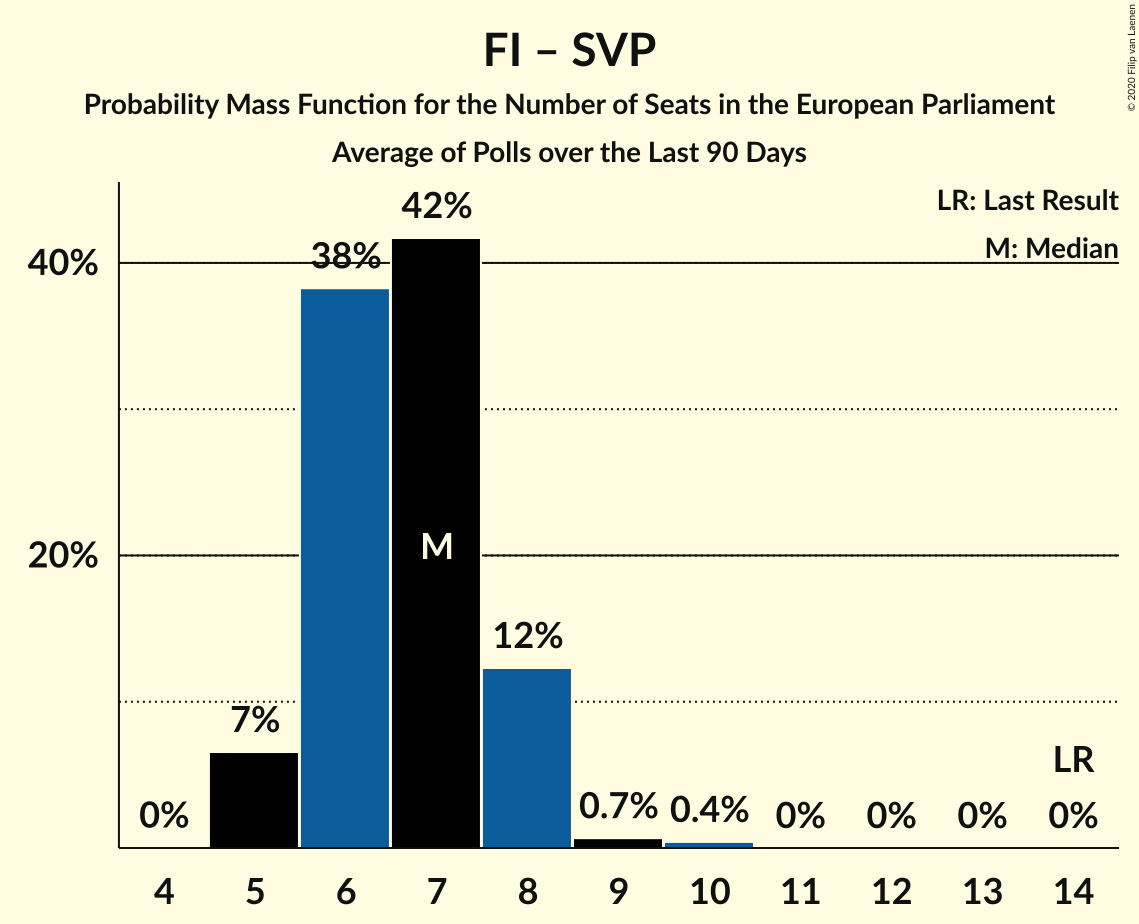 FI – SVP
Probability Mass Function for the Number of Seats in the European Parliament
Average of Polls over the Last 90 Days
© 2020 Filip van Laenen
LR: Last Result
M: Median
42%
38%
40%
M
20%
12%
7%
LR
0%
0.7%
0.4%
0%
0%
0%
0%
4 5 6 7 8 9 10 11 12 13 14